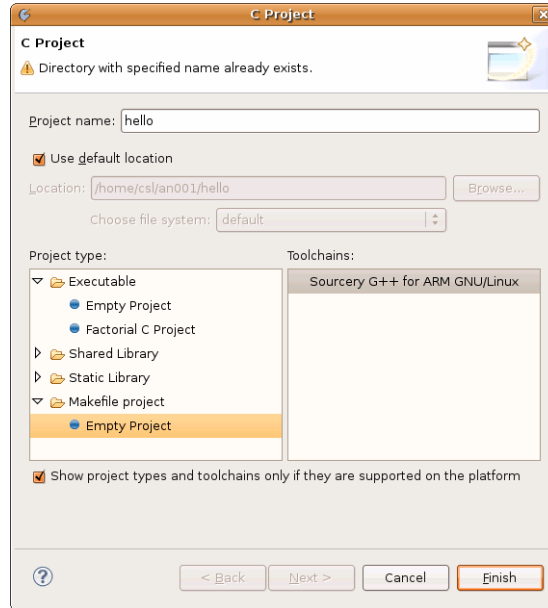 C Project
C Project
Directory with specified name already exists.
Project name: hello
Use default location
Location: /home/csl/an001/hello Browse...
Choose file system: default
Project type: Toolchains:
Executable Sourcery G++ for ARM GNU/Linux
Empty Project
Factorial C Project
Shared Library
Static Library
Makefile project
Empty Project
Show project types and toolchains only if they are supported on the platform
? < Back Next > Cancel Finish